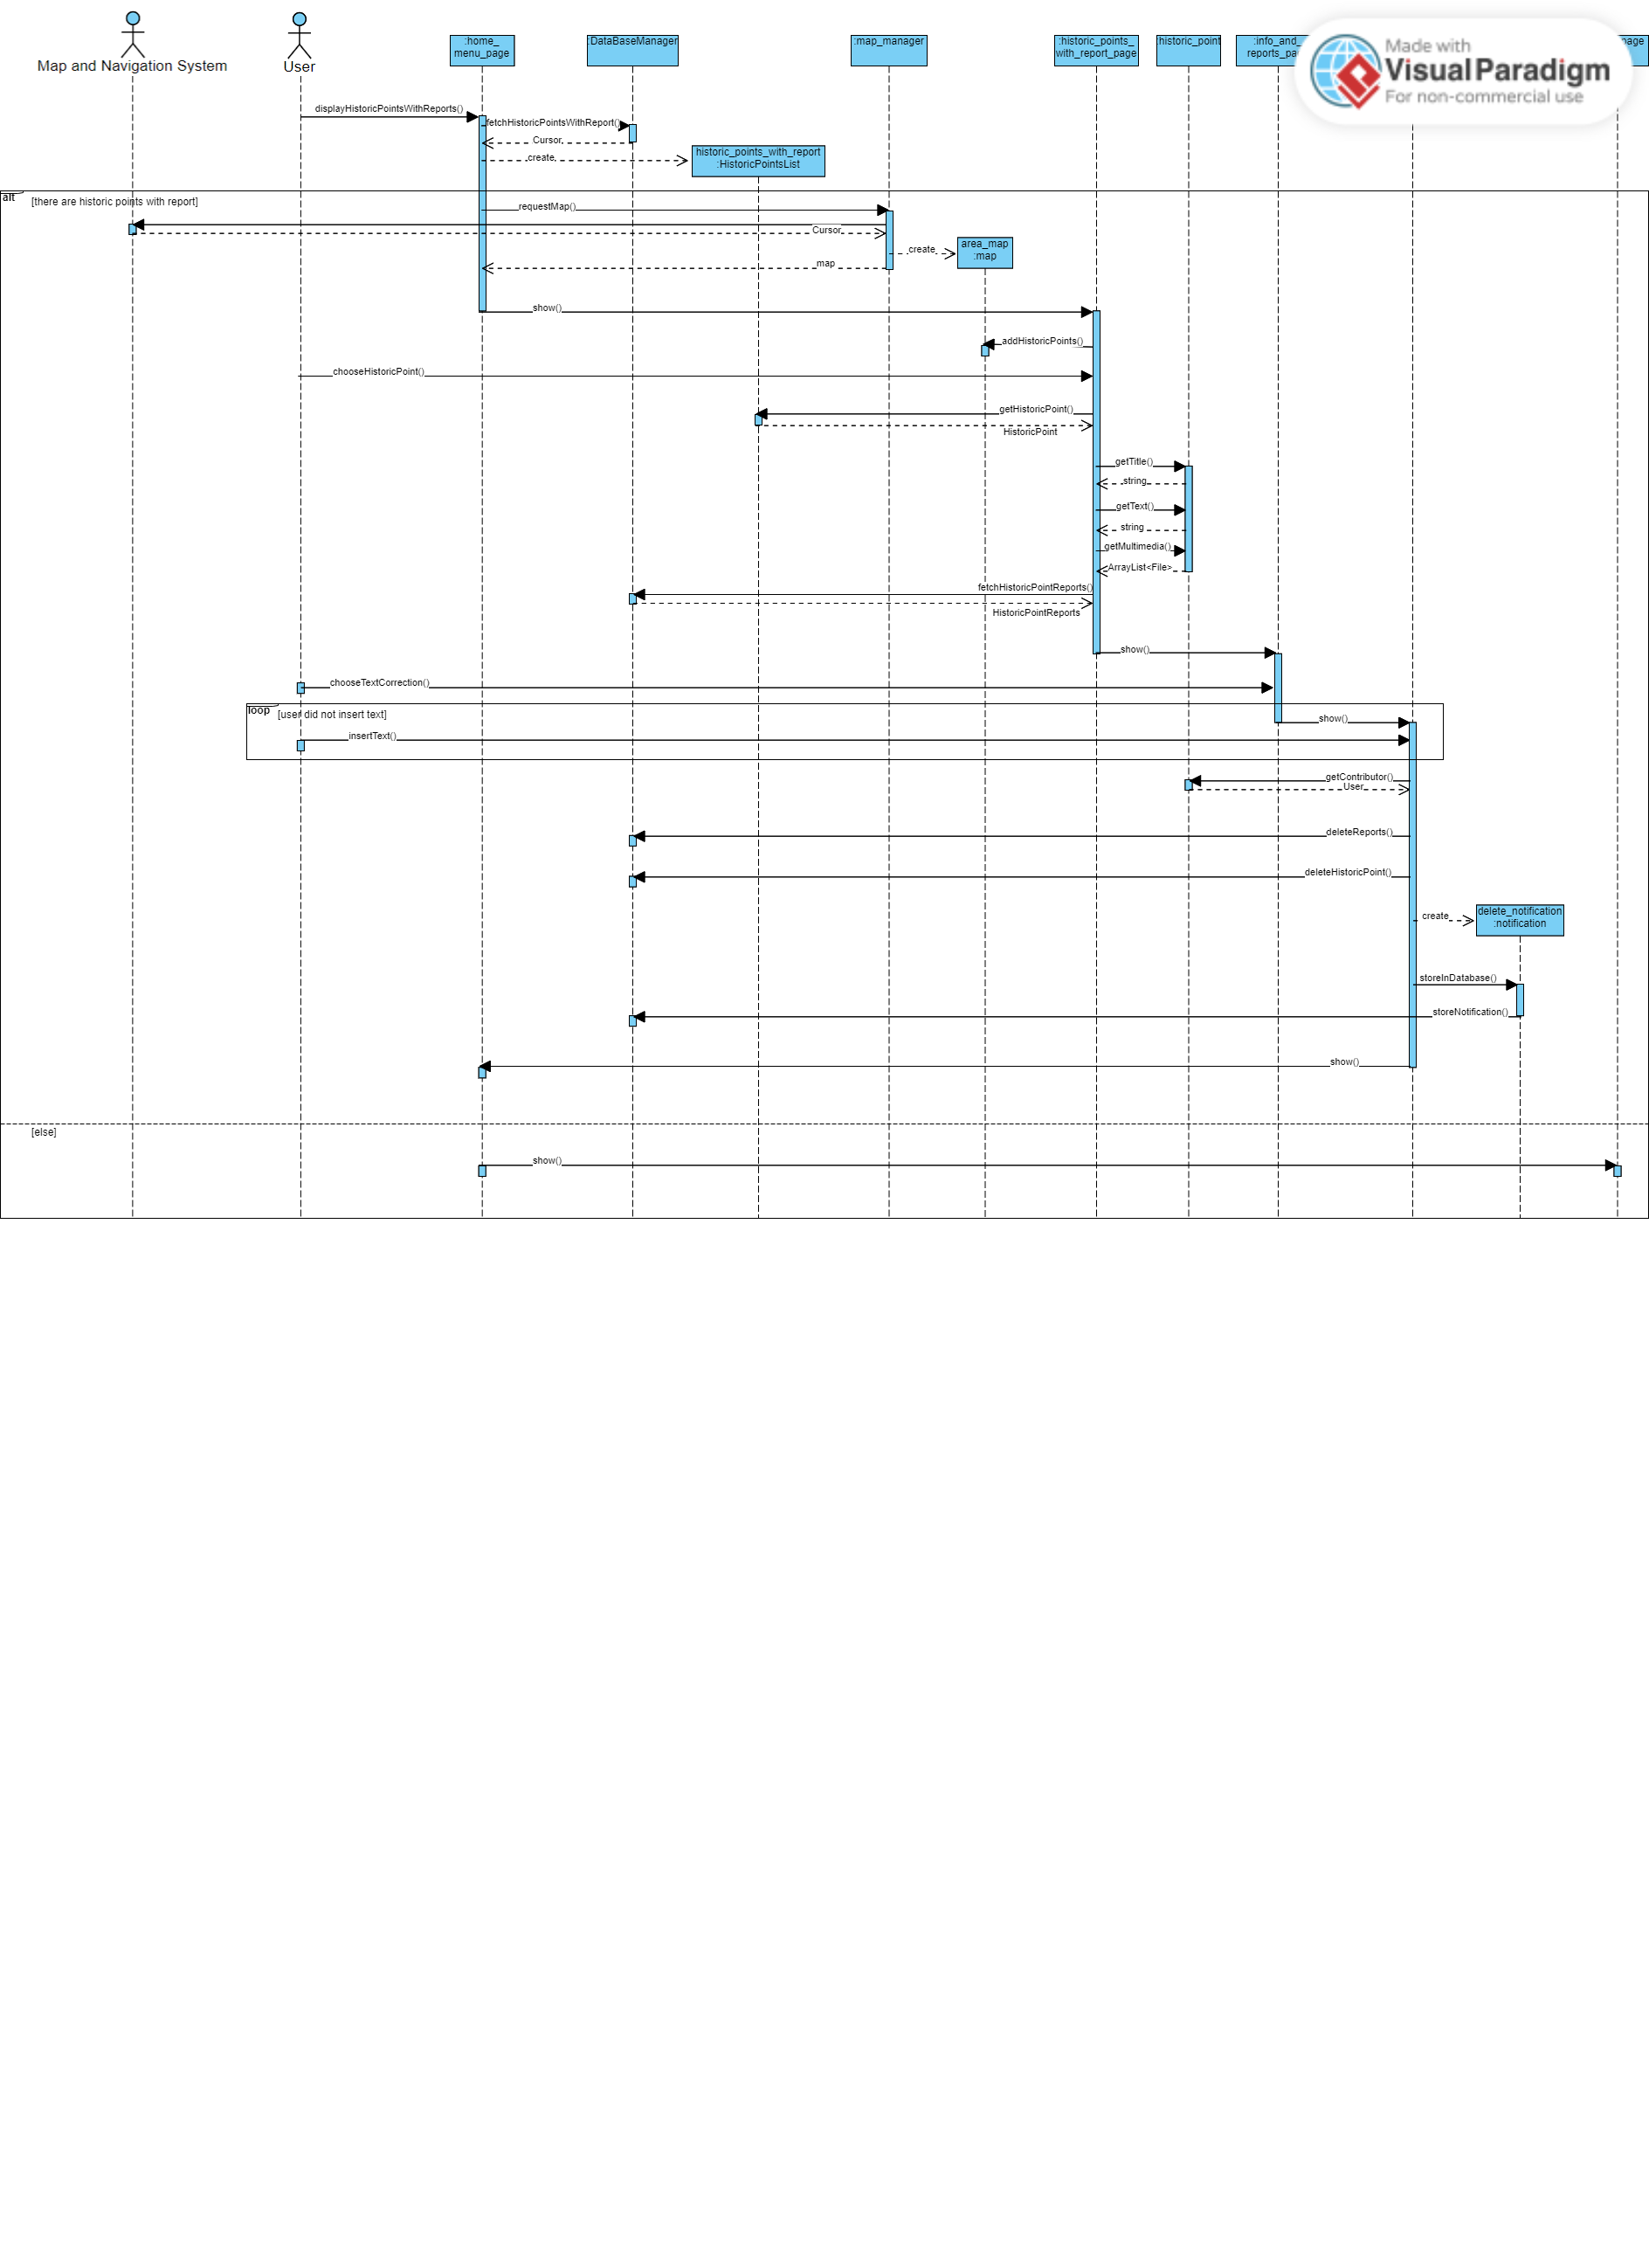 Map and Navigation System
User
:home_
menu_page
:DataBaseManager
:map_manager
:historic_points_
with_report_page
:historic_point
:info_and_
Made with
VisualParadigm
For non-commercial use
displayHistoricPointsWithReports()
fetchHistoricPointsWithReport()
Cursor
create
historic_points_with_report
:HistoricPointsList
alt
[there are historic points with report]
requestMap()
Cursor
create
area_map
:map
map
show()
addHistoricPoints()
chooseHistoricPoint()
getHistoricPoint()
HistoricPoint
getTitle()
string
getText()
string
getMultimedia()
ArrayList<File>
fetchHistoricPointReports()
HistoricPointReports
show()
chooseTextCorrection()
loop
[user did not insert text]
show()
insertText()
getContributor()
User
deleteReports()
deleteHistoricPoint()
create
delete_notification
:notification
storeInDatabase()
storeNotification()
show()
[else]
show()